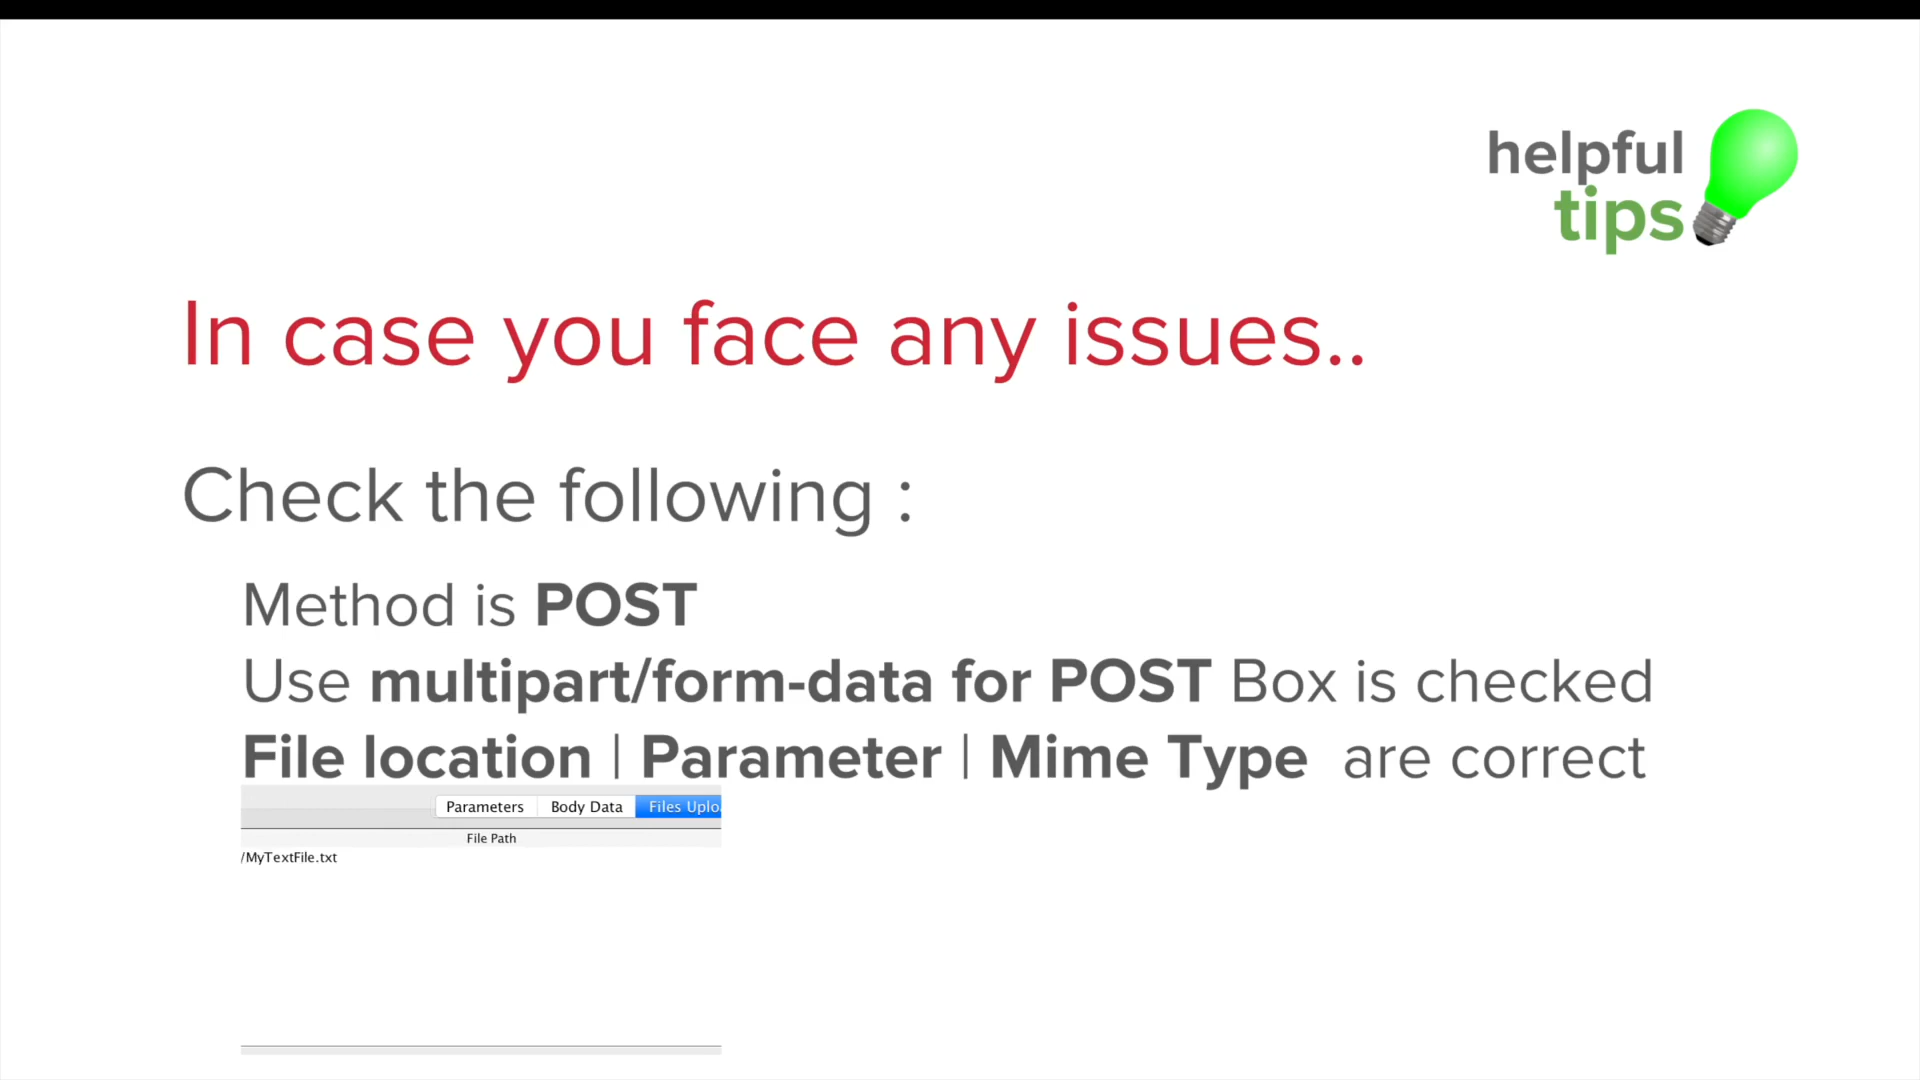 helpful
tips
In case you face any issues..
Check the following :
Method is POST
Use multipart/form-data for POST Box is checked
File location | Parameter | Mime Type are correct
Parameters Body Data Files
File Path
/MyTextFile.txt